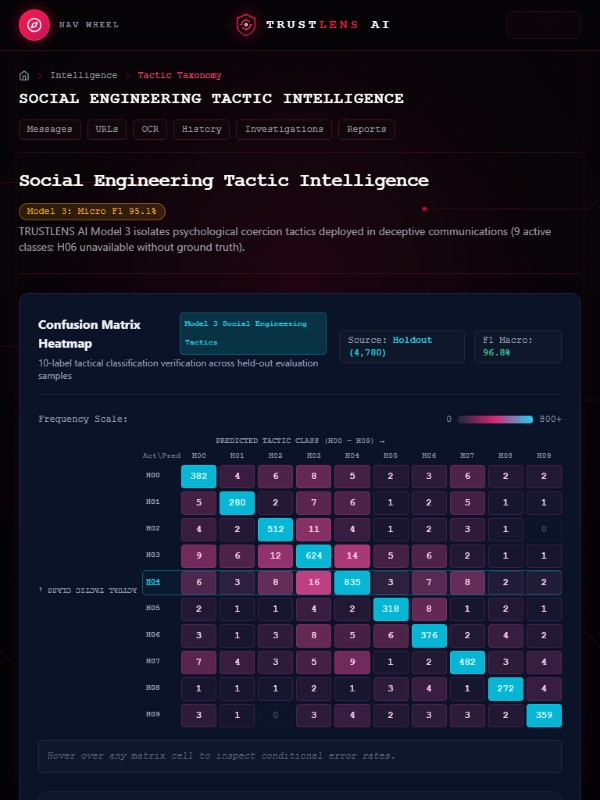 NAV WHEEL
TRUSTLENS AI
Intelligence
Tactic Taxonomy
SOCIAL ENGINEERING TACTIC INTELLIGENCE
Messages URLs OCR History Investigations Reports
Social Engineering Tactic Intelligence
Model 3: Micro F1 95.1%
TRUSTLENS AI Model 3 isolates psychological coercion tactics deployed in deceptive communications (9 active
classes; H06 unavailable without ground truth).
Confusion Matrix
Heatmap
Model 3 Social Engineering
Tactics
10-label tactical classification verification across held-out evaluation
samples
Source: Holdout
(4,780)
F1 Macro:
96.8%
Frequency Scale:
0 800+
PREDICTED TACTIC CLASS (H00 – H09) →
Act\Pred H00 H01 H02 H03 H04 H05 H06 H07 H08 H09
H00 382 4 6 8 5 2 3 6 2 2
H01 5 280 2 7 6 1 2 5 1 1
H02 4 2 512 11 4 1 2 3 1 0
H03 9 6 12 624 14 5 6 2 1 1
H04 6 3 8 16 835 3 7 8 2 2
H05 2 1 1 4 2 318 8 1 2 1
H06 3 1 3 8 5 6 376 2 4 2
H07 7 4 3 5 9 1 2 482 3 4
H08 1 1 1 2 1 3 4 1 272 4
H09 3 1 0 3 4 2 3 3 2 359
ACTUAL TACTIC CLASS ↓
Hover over any matrix cell to inspect conditional error rates.